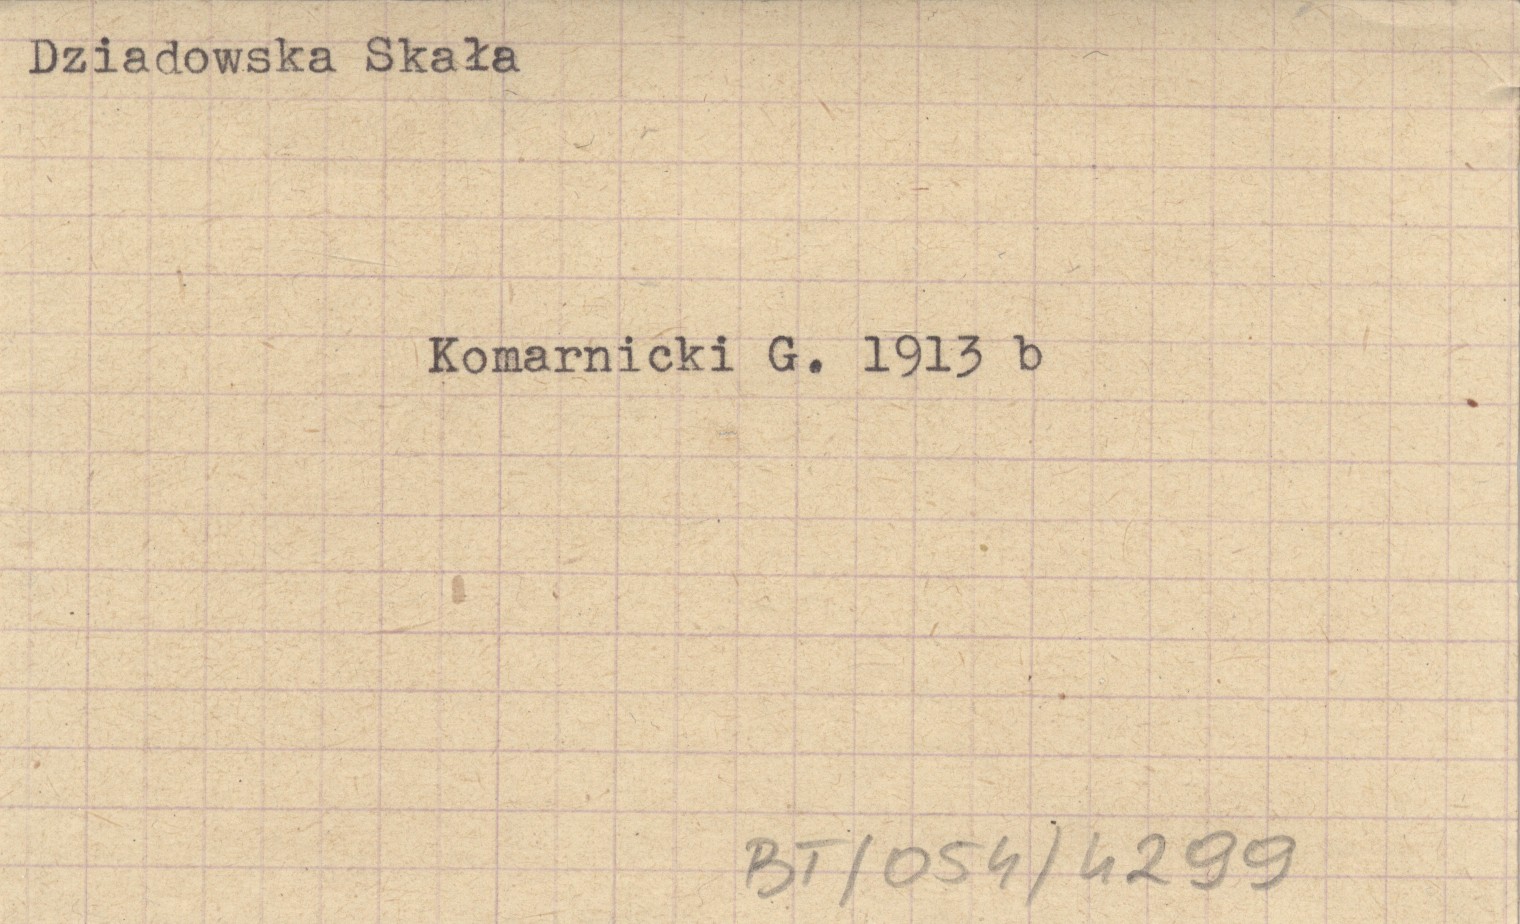 Dziadowska Skała
Komarnicki G. 1913 b
BT/054/4299